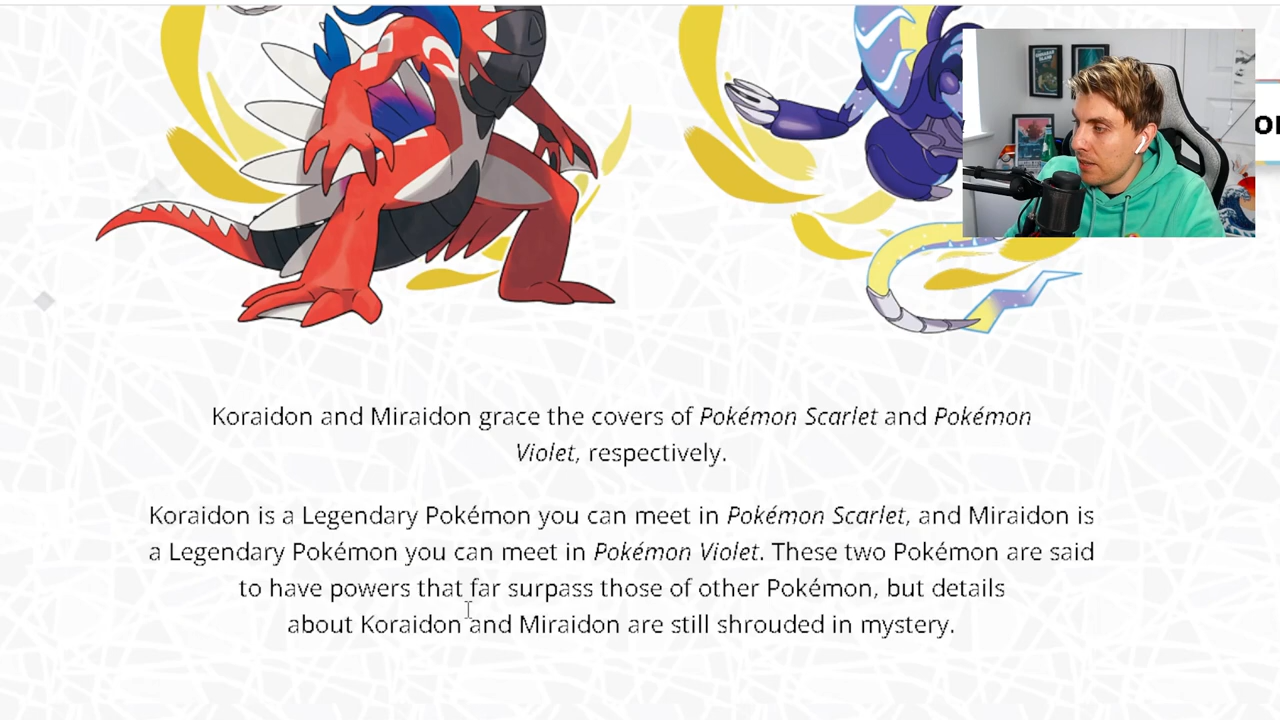 Koraidon and Miraidon grace the covers of Pokémon Scarlet and Pokémon
Violet, respectively.
Koraidon is a Legendary Pokémon you can meet in Pokémon Scarlet, and Miraidon is
a Legendary Pokémon you can meet in Pokémon Violet. These two Pokémon are said
to have powers that far surpass those of other Pokémon, but details
about Koraidon and Miraidon are still shrouded in mystery.